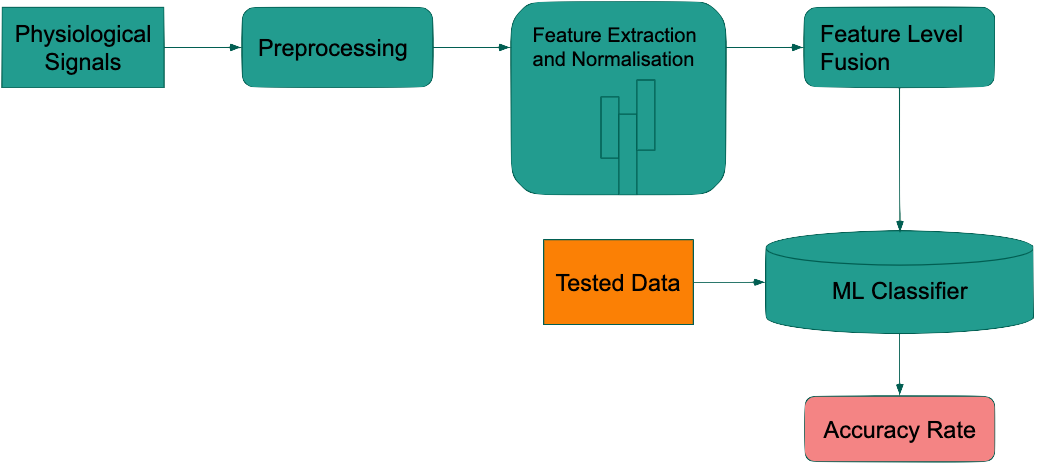 Physiological
Signals
Preprocessing
Feature Extraction
and Normalisation
Feature Level
Fusion
Tested Data
ML Classifier
Accuracy Rate